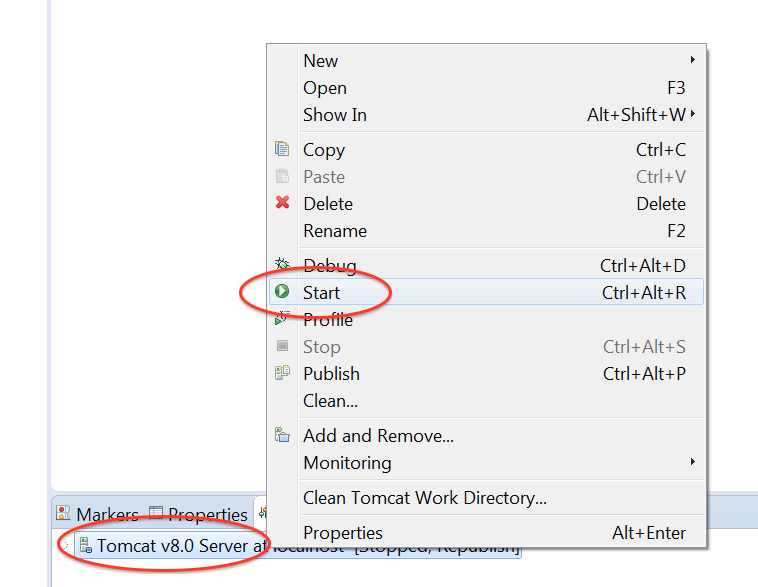 New
Open F3
Show In Alt+Shift+W
Copy Ctrl+C
Paste Ctrl+V
Delete Delete
Rename F2
Debug Ctrl+Alt+D
Start Ctrl+Alt+R
Profile
Stop Ctrl+Alt+S
Publish Ctrl+Alt+P
Clean...
Add and Remove...
Monitoring
Clean Tomcat Work Directory...
Properties Alt+Enter
Markers Properties
Tomcat v8.0 Server at localhost [Stopped, Republish]